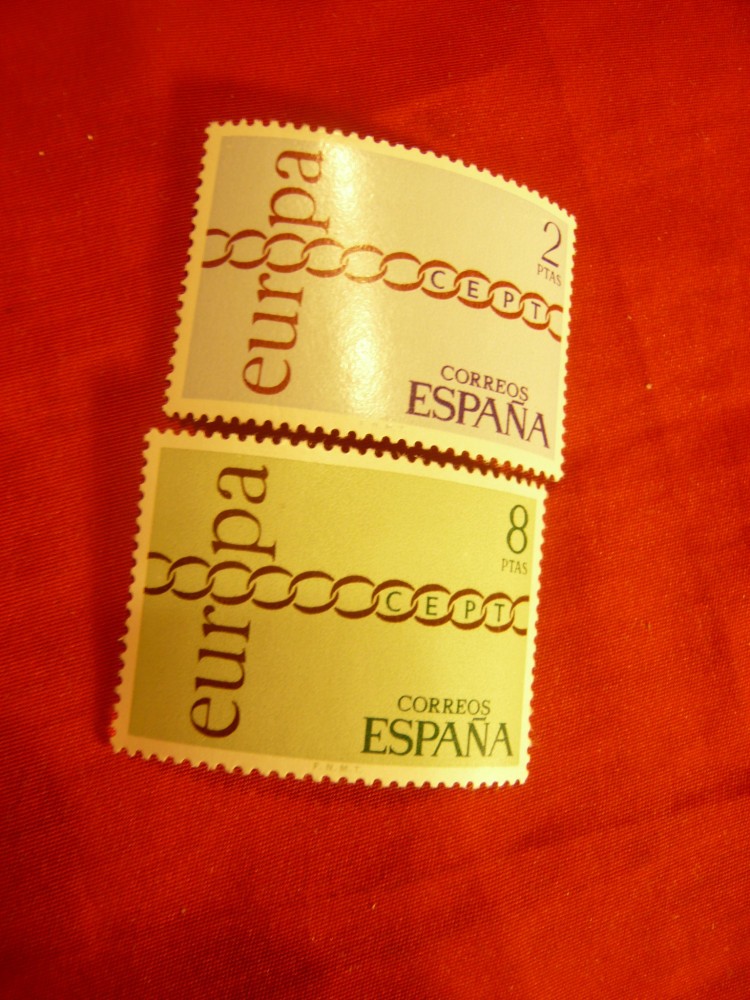 europa
2
PTAS
CEPT
CORREOS
ESPAÑA
europa
8
PTAS
CEPT
CORREOS
ESPAÑA
F N M T